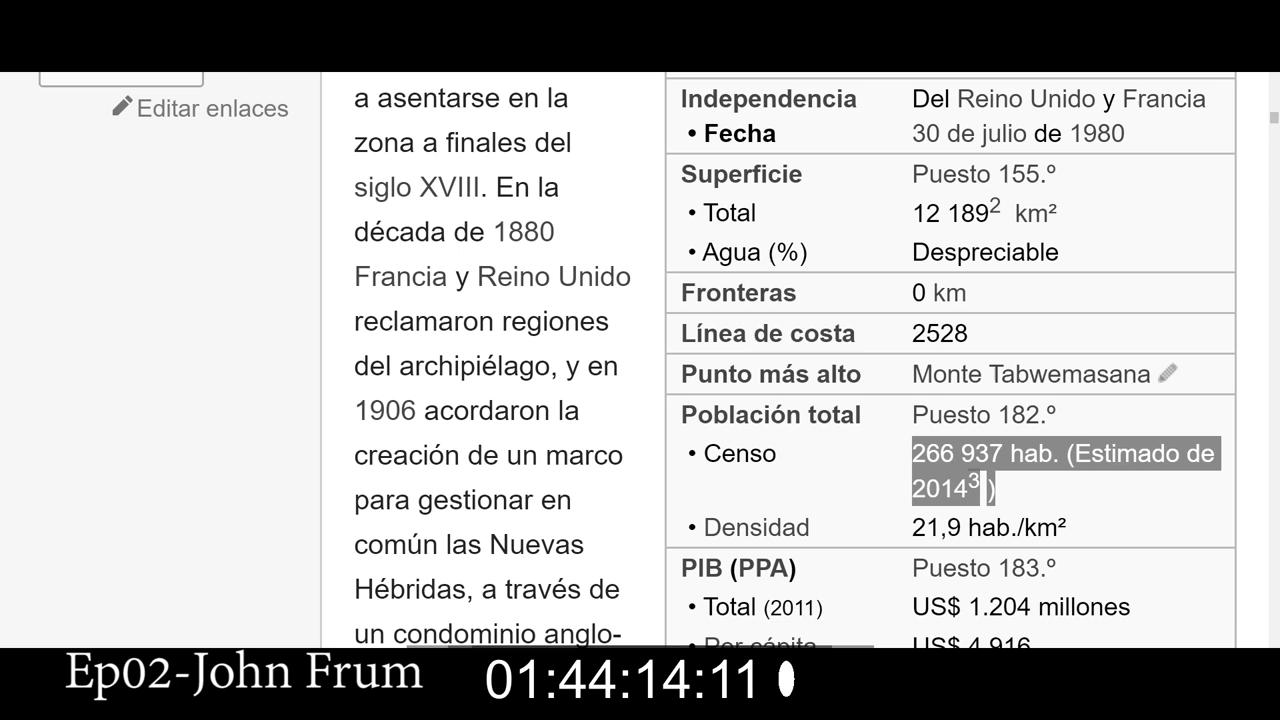 Editar enlaces
a asentarse en la
zona a finales del
siglo XVIII. En la
década de 1880
Francia y Reino Unido
reclamaron regiones
del archipiélago, y en
1906 acordaron la
creación de un marco
para gestionar en
común las Nuevas
Hébridas, a través de
un condominio anglo-
Independencia Del Reino Unido y Francia
• Fecha 30 de julio de 1980
Superficie Puesto 155.º
• Total 12 189² km²
• Agua (%) Despreciable
Fronteras 0 km
Línea de costa 2528
Punto más alto Monte Tabwemasana
Población total Puesto 182.º
• Censo 266 937 hab. (Estimado de
2014³ )
• Densidad 21,9 hab./km²
PIB (PPA) Puesto 183.º
• Total (2011) US$ 1.204 millones
• Per cápita US$ 4.916
Ep02-John Frum 01:44:14:11